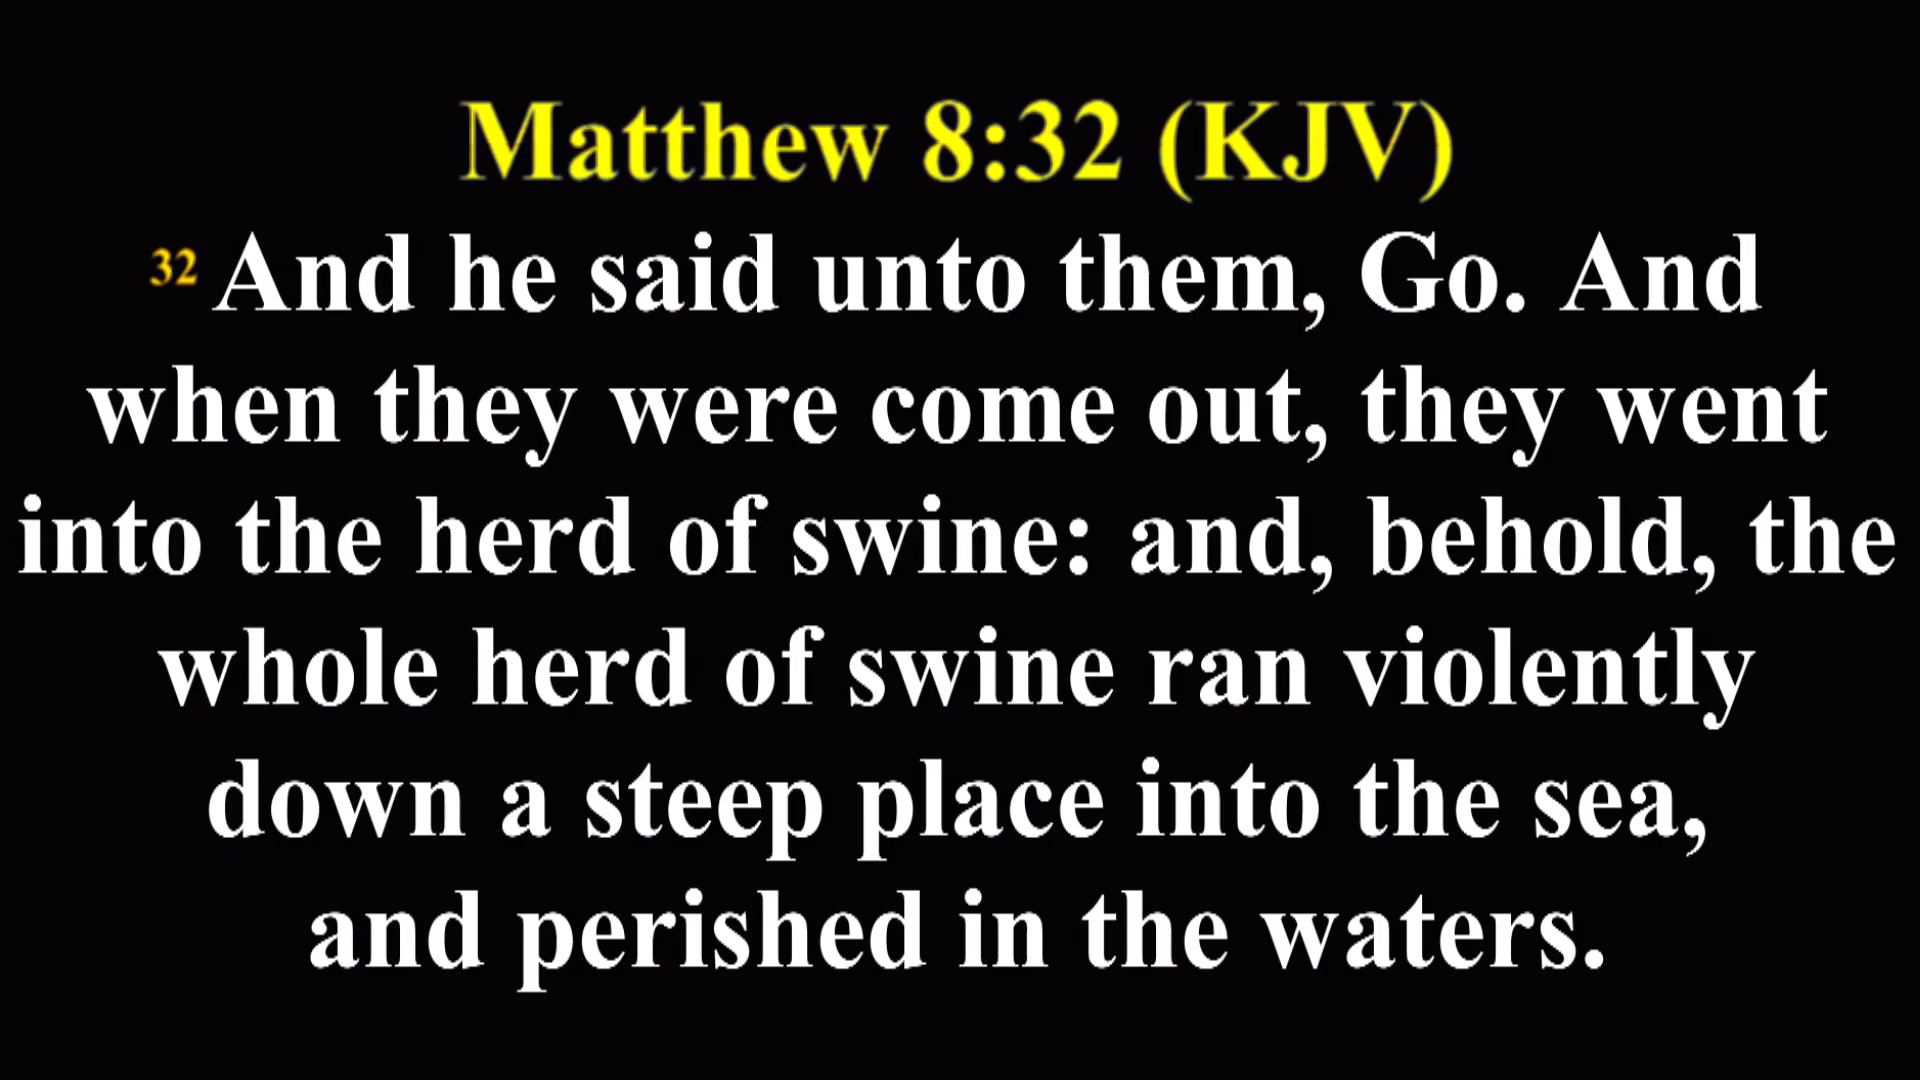 Matthew 8:32 (KJV)
32 And he said unto them, Go. And
when they were come out, they went
into the herd of swine: and, behold, the
whole herd of swine ran violently
down a steep place into the sea,
and perished in the waters.